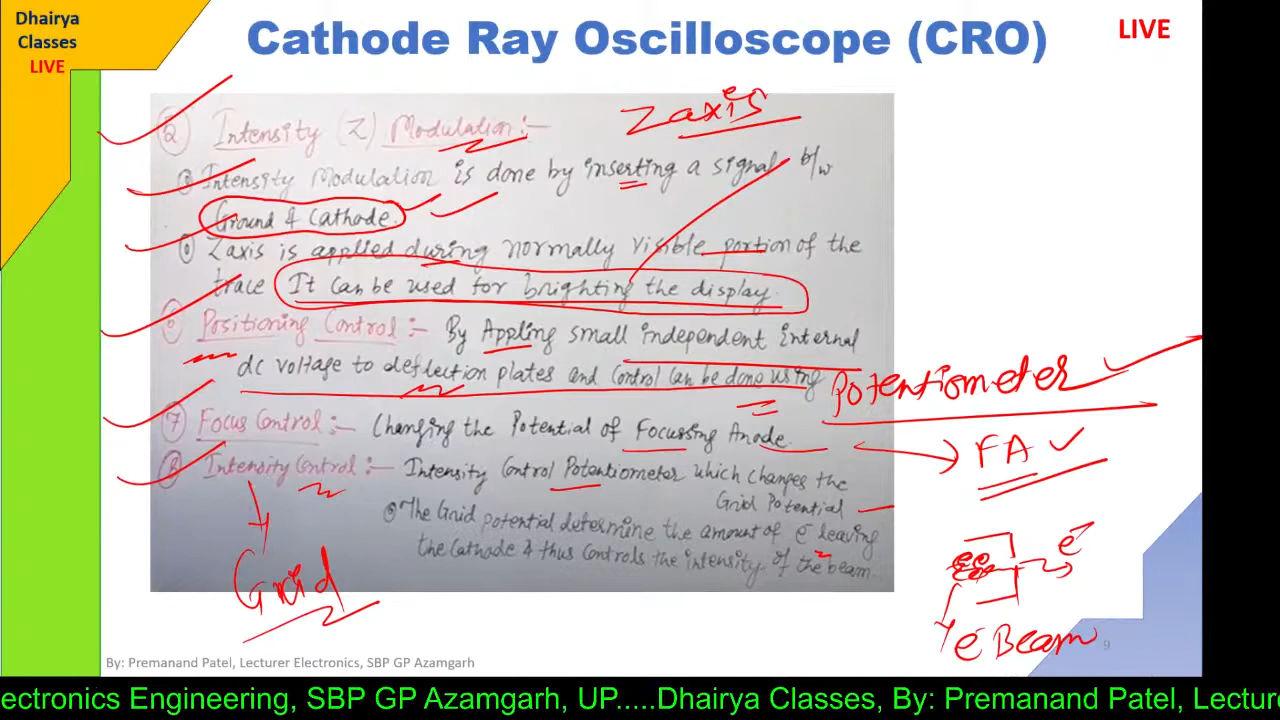 Dhairya
Classes
LIVE
Cathode Ray Oscilloscope (CRO)
LIVE
Z axis
② Intensity (Z) Modulation :-
Intensity Modulation is done by inserting a signal b/w
Ground & Cathode.
Z axis is applied during normally visible portion of the
trace It can be used for brighting the display.
Positioning Control :- By Appling small independent internal
dc voltage to deflection plates and control can be done using
Potentiometer
⑦ Focus Control :- Changing the Potential of Focussing Anode.
FA
⑧ Intensity Control :- Intensity Control Potentiometer which changes the
Grid Potential
The Grid potential determine the amount of e leaving
the Cathode & thus controls the intensity of the beam.
Grid
e-
e- Beam
By: Premanand Patel, Lecturer Electronics, SBP GP Azamgarh
9
ectronics Engineering, SBP GP Azamgarh, UP.....Dhairya Classes, By: Premanand Patel, Lectur